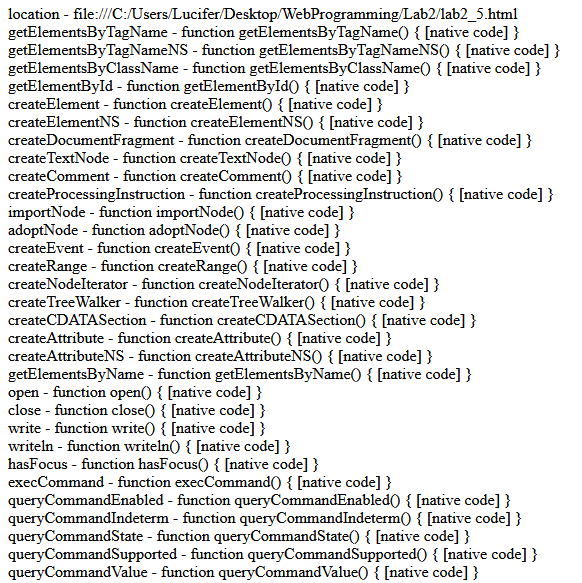 location - file:///C:/Users/Lucifer/Desktop/WebProgramming/Lab2/lab2_5.html
getElementsByTagName - function getElementsByTagName() { [native code] }
getElementsByTagNameNS - function getElementsByTagNameNS() { [native code] }
getElementsByClassName - function getElementsByClassName() { [native code] }
getElementById - function getElementById() { [native code] }
createElement - function createElement() { [native code] }
createElementNS - function createElementNS() { [native code] }
createDocumentFragment - function createDocumentFragment() { [native code] }
createTextNode - function createTextNode() { [native code] }
createComment - function createComment() { [native code] }
createProcessingInstruction - function createProcessingInstruction() { [native code] }
importNode - function importNode() { [native code] }
adoptNode - function adoptNode() { [native code] }
createEvent - function createEvent() { [native code] }
createRange - function createRange() { [native code] }
createNodeIterator - function createNodeIterator() { [native code] }
createTreeWalker - function createTreeWalker() { [native code] }
createCDATASection - function createCDATASection() { [native code] }
createAttribute - function createAttribute() { [native code] }
createAttributeNS - function createAttributeNS() { [native code] }
getElementsByName - function getElementsByName() { [native code] }
open - function open() { [native code] }
close - function close() { [native code] }
write - function write() { [native code] }
writeln - function writeln() { [native code] }
hasFocus - function hasFocus() { [native code] }
execCommand - function execCommand() { [native code] }
queryCommandEnabled - function queryCommandEnabled() { [native code] }
queryCommandIndeterm - function queryCommandIndeterm() { [native code] }
queryCommandState - function queryCommandState() { [native code] }
queryCommandSupported - function queryCommandSupported() { [native code] }
queryCommandValue - function queryCommandValue() { [native code] }